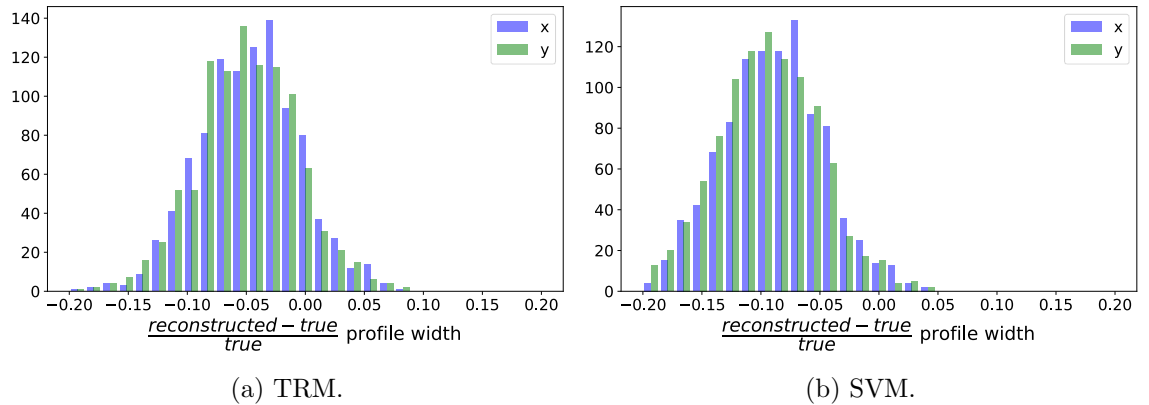 140
120
100
80
60
40
20
0
x
y
−0.20 −0.15 −0.10 −0.05 0.00 0.05 0.10 0.15 0.20
reconstructed − true
true
profile width
(a) TRM.
120
100
80
60
40
20
0
x
y
−0.20 −0.15 −0.10 −0.05 0.00 0.05 0.10 0.15 0.20
reconstructed − true
true
profile width
(b) SVM.